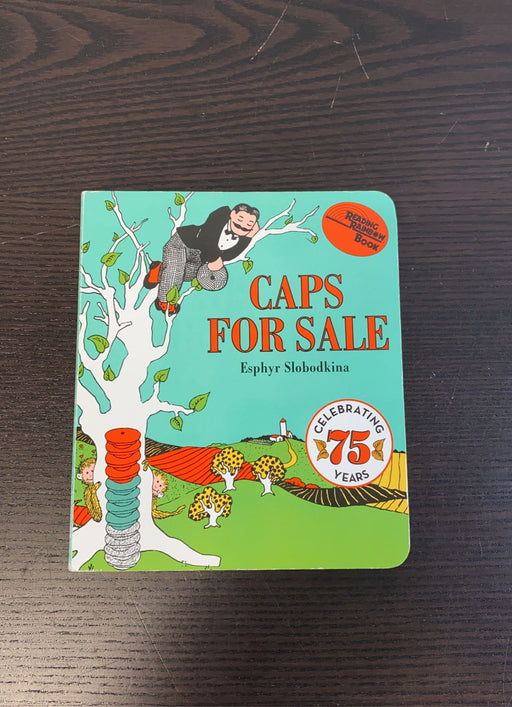 READING
RAINBOW
BOOK
CAPS
FOR SALE
Esphyr Slobodkina
CELEBRATING
75
YEARS